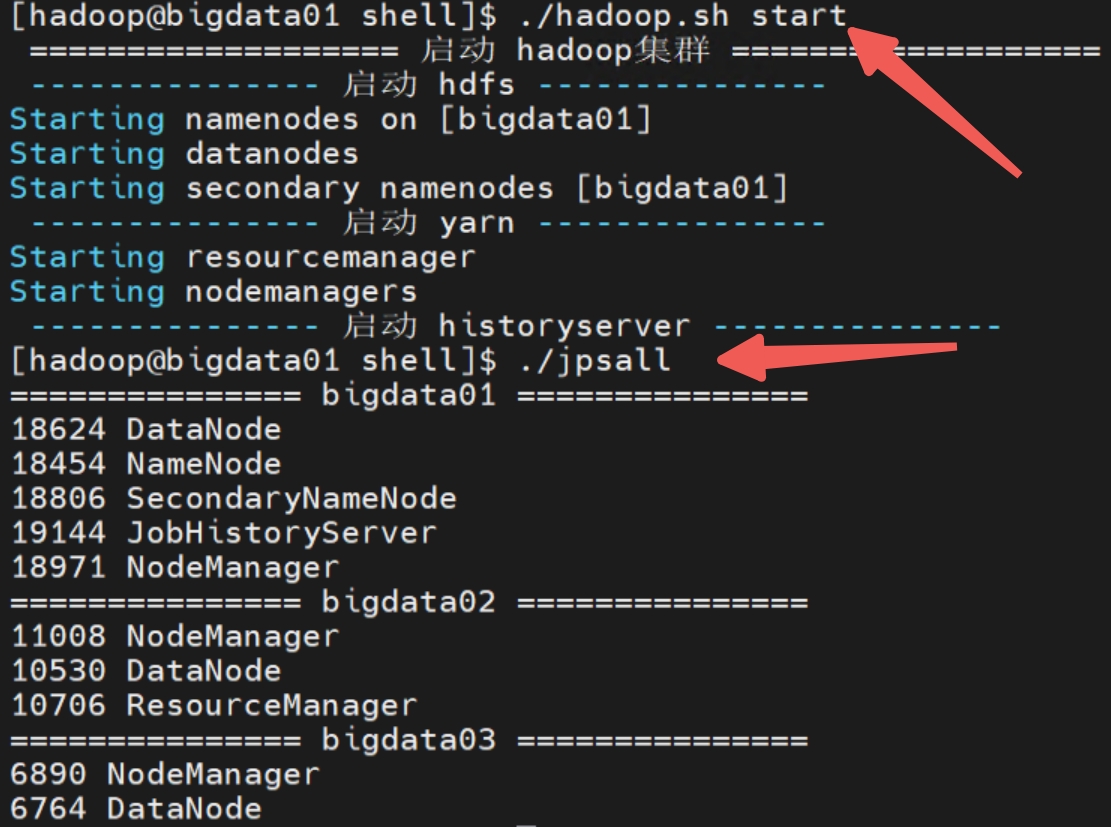 [hadoop@bigdata01 shell]$ ./hadoop.sh start
=================== 启动 hadoop集群 ===================
--------------- 启动 hdfs ---------------
Starting namenodes on [bigdata01]
Starting datanodes
Starting secondary namenodes [bigdata01]
--------------- 启动 yarn ---------------
Starting resourcemanager
Starting nodemanagers
--------------- 启动 historyserver ---------------
[hadoop@bigdata01 shell]$ ./jpsall
=============== bigdata01 ===============
18624 DataNode
18454 NameNode
18806 SecondaryNameNode
19144 JobHistoryServer
18971 NodeManager
=============== bigdata02 ===============
11008 NodeManager
10530 DataNode
10706 ResourceManager
=============== bigdata03 ===============
6890 NodeManager
6764 DataNode